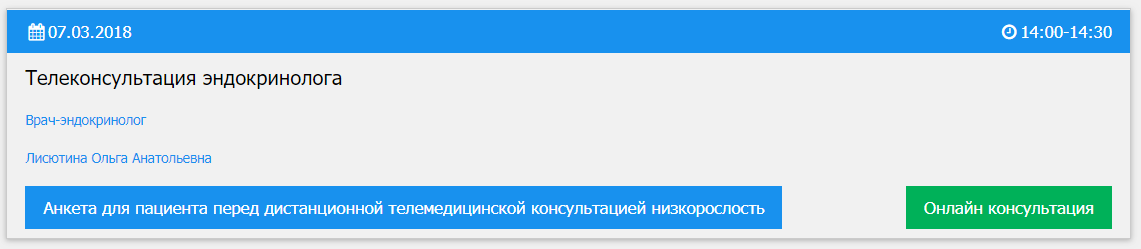 07.03.2018 14:00-14:30
Телеконсультация эндокринолога
Врач-эндокринолог
Лисютина Ольга Анатольевна
Анкета для пациента перед дистанционной телемедицинской консультацией низкорослость Онлайн консультация